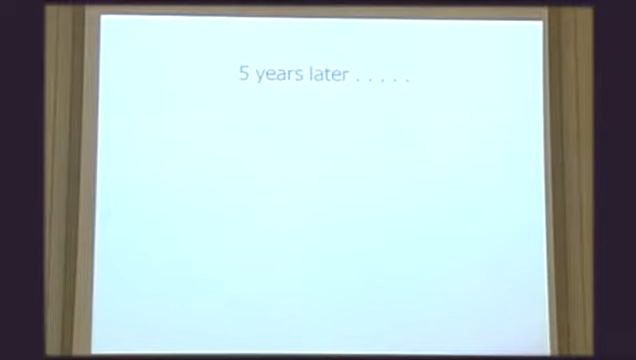 5 years later . . . . .